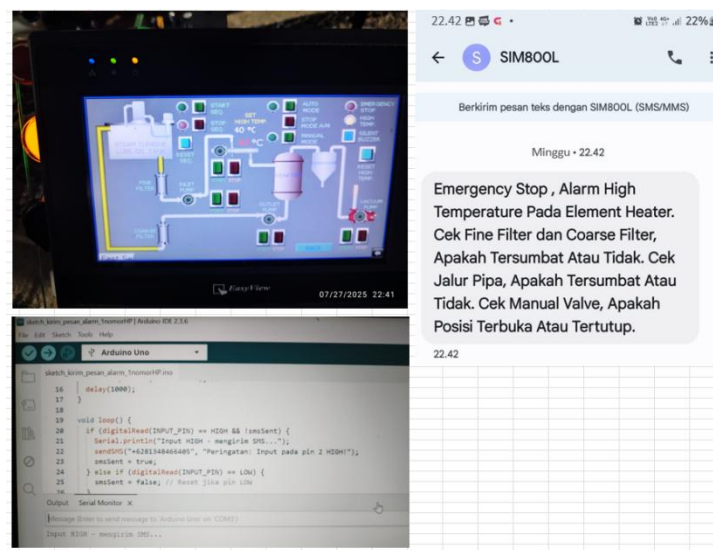 START
SEQ
STOP
SEQ
RESET
SEQ
SET
HIGH TEMP.
40 °C
°C
AUTO
MODE
STOP
MODE A/M
MANUAL
MODE
EMERGENCY
STOP
HIGH
TEMP.
SILENT
BUZZER
RESET
HIGH
TEMP.
FINE
FILTER
INLET
PUMP
OUTLET
PUMP
VACUUM
PUMP
COARSE
FILTER
EasyView
07/27/2025 22:41
sketch_kirim_pesan_alarm_1nomorHP | Arduino IDE 2.3.6
File Edit Sketch Tools Help
Arduino Uno
sketch_kirim_pesan_alarm_1nomorHP.ino
16 delay(1000);
17 }
18
19 void loop() {
20 if (digitalRead(INPUT_PIN) == HIGH && !smsSent) {
21 Serial.println("Input HIGH - mengirim SMS...");
22 sendSMS("+6281348466405", "Peringatan: Input pada pin 2 HIGH!");
23 smsSent = true;
24 } else if (digitalRead(INPUT_PIN) == LOW) {
25 smsSent = false; // Reset jika pin LOW
26 }
Output Serial Monitor X
Message (Enter to send message to 'Arduino Uno' on 'COM3')
Input HIGH - mengirim SMS...
22.42
22%
S SIM800L
Berkirim pesan teks dengan SIM800L (SMS/MMS)
Minggu • 22.42
Emergency Stop , Alarm High
Temperature Pada Element Heater.
Cek Fine Filter dan Coarse Filter,
Apakah Tersumbat Atau Tidak. Cek
Jalur Pipa, Apakah Tersumbat Atau
Tidak. Cek Manual Valve, Apakah
Posisi Terbuka Atau Tertutup.
22.42